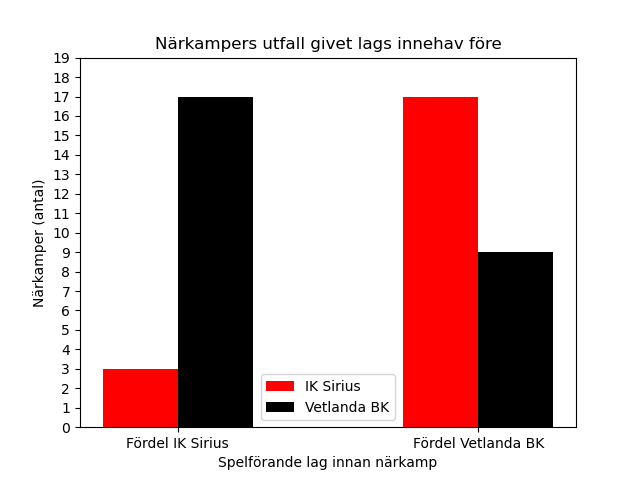 Närkampers utfall givet lags innehav före
Närkamper (antal)
19
18
17
16
15
14
13
12
11
10
9
8
7
6
5
4
3
2
1
0
IK Sirius
Vetlanda BK
Fördel IK Sirius
Fördel Vetlanda BK
Spelförande lag innan närkamp